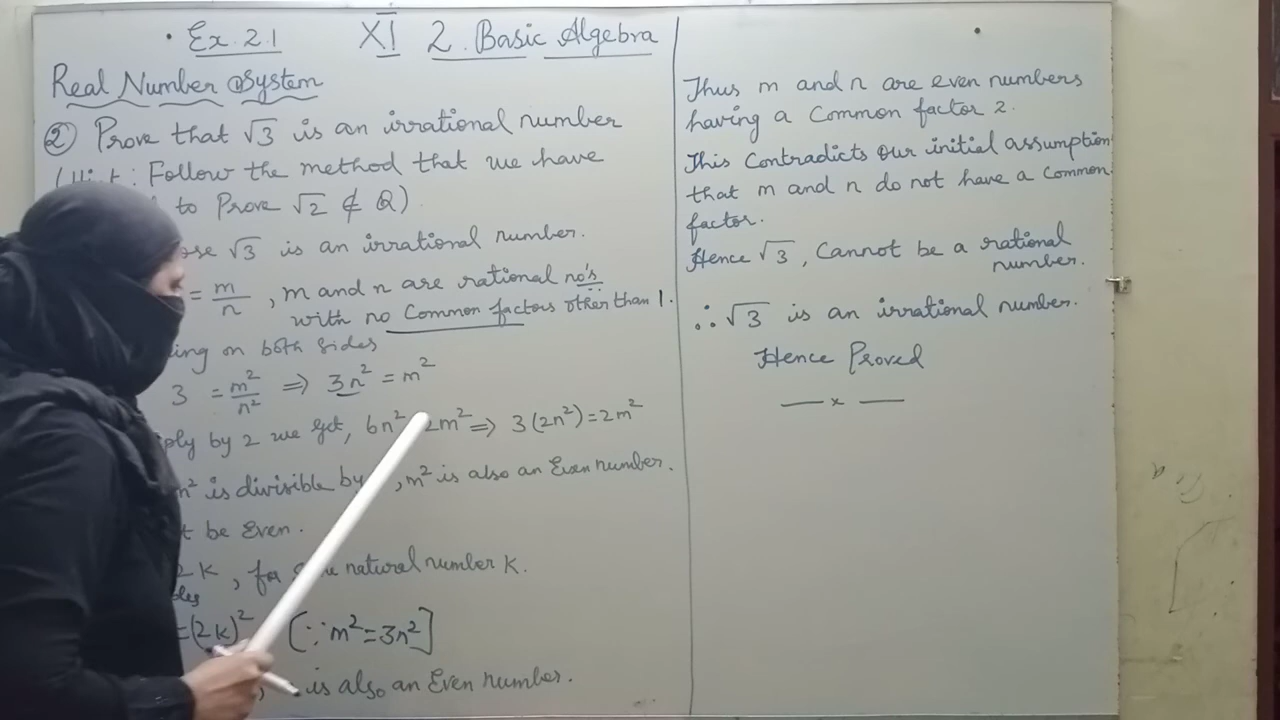 Ex. 2.1 XI 2. Basic Algebra
Real Number System
② Prove that √3 is an irrational number
: Follow the method that we have
to Prove √2 ∉ Q).
√3 is an irrational number.
= m/n , m and n are rational no's
with no Common factors other than 1.
on both sides
3 = m²/n² ⇒ 3n² = m²
by 2 we get, 6n² 2m² ⇒ 3(2n²) = 2m²
m² is divisible by , m² is also an Even number.
be Even.
2k, for natural number K.
=(2k)² [∵ m² = 3n²]
is also an Even number.
Thus m and n are even numbers
having a Common factor 2.
This Contradicts our initial assumption
that m and n do not have a common
factor.
Hence √3, Cannot be a rational
number.
∴ √3 is an irrational number.
Hence Proved
— x —